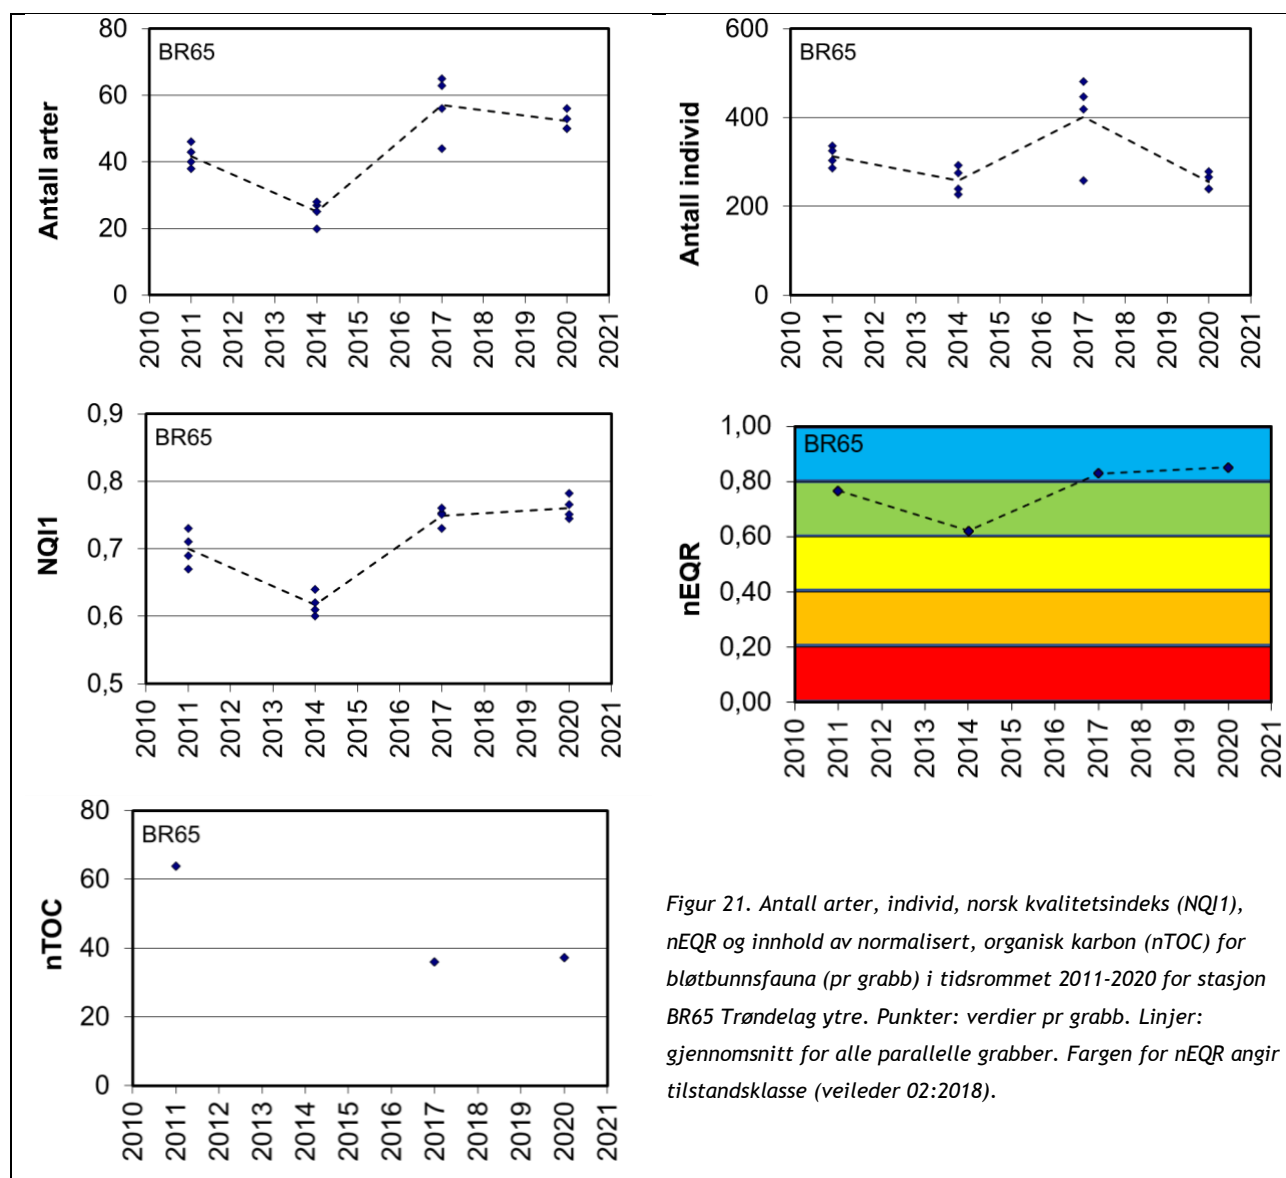 80
60
40
20
0
BR65
Antall arter
2010 2011 2012 2013 2014 2015 2016 2017 2018 2019 2020 2021
600
400
200
0
BR65
Antall individ
2010 2011 2012 2013 2014 2015 2016 2017 2018 2019 2020 2021
0,9
0,8
0,7
0,6
0,5
BR65
NQI1
2010 2011 2012 2013 2014 2015 2016 2017 2018 2019 2020 2021
1,00
0,80
0,60
0,40
0,20
0,00
BR65
nEQR
2010 2011 2012 2013 2014 2015 2016 2017 2018 2019 2020 2021
80
60
40
20
0
BR65
nTOC
2010 2011 2012 2013 2014 2015 2016 2017 2018 2019 2020 2021
Figur 21. Antall arter, individ, norsk kvalitetsindeks (NQI1),
nEQR og innhold av normalisert, organisk karbon (nTOC) for
bløtbunnsfauna (pr grabb) i tidsrommet 2011-2020 for stasjon
BR65 Trøndelag ytre. Punkter: verdier pr grabb. Linjer:
gjennomsnitt for alle parallelle grabber. Fargen for nEQR angir
tilstandsklasse (veileder 02:2018).